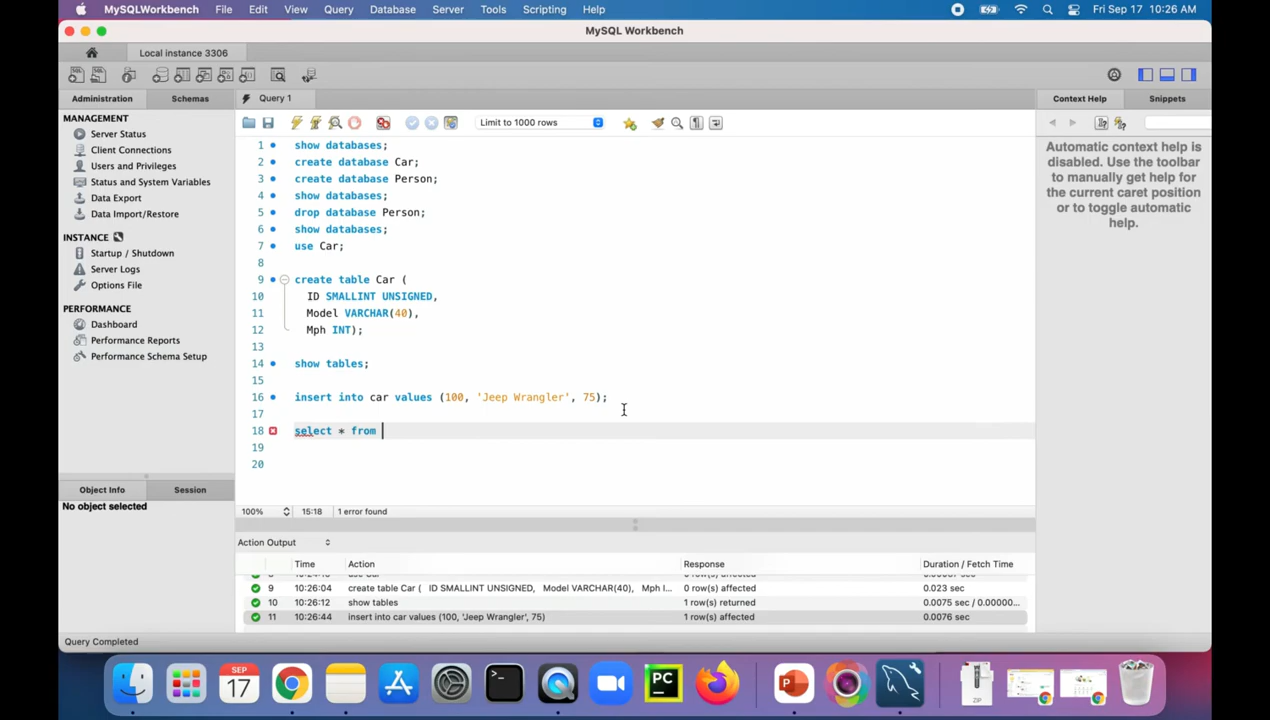 MySQLWorkbench File Edit View Query Database Server Tools Scripting Help Fri Sep 17 10:26 AM
MySQL Workbench
Local instance 3306
Administration Schemas Query 1 Context Help Snippets
MANAGEMENT
Server Status
Client Connections
Users and Privileges
Status and System Variables
Data Export
Data Import/Restore
INSTANCE
Startup / Shutdown
Server Logs
Options File
PERFORMANCE
Dashboard
Performance Reports
Performance Schema Setup
Object Info Session
No object selected
Limit to 1000 rows
1 show databases;
2 create database Car;
3 create database Person;
4 show databases;
5 drop database Person;
6 show databases;
7 use Car;
8
9 create table Car (
10 ID SMALLINT UNSIGNED,
11 Model VARCHAR(40),
12 Mph INT);
13
14 show tables;
15
16 insert into car values (100, 'Jeep Wrangler', 75);
17
18 select * from
19
20
100% 15:18 1 error found
Automatic context help is
disabled. Use the toolbar
to manually get help for
the current caret position
or to toggle automatic
help.
Action Output
Time Action Response Duration / Fetch Time
9 10:26:04 create table Car ( ID SMALLINT UNSIGNED, Model VARCHAR(40), Mph I... 0 row(s) affected 0.023 sec
10 10:26:12 show tables 1 row(s) returned 0.0075 sec / 0.00000...
11 10:26:44 insert into car values (100, 'Jeep Wrangler', 75) 1 row(s) affected 0.0076 sec
Query Completed
SEP
17
PC
ZIP